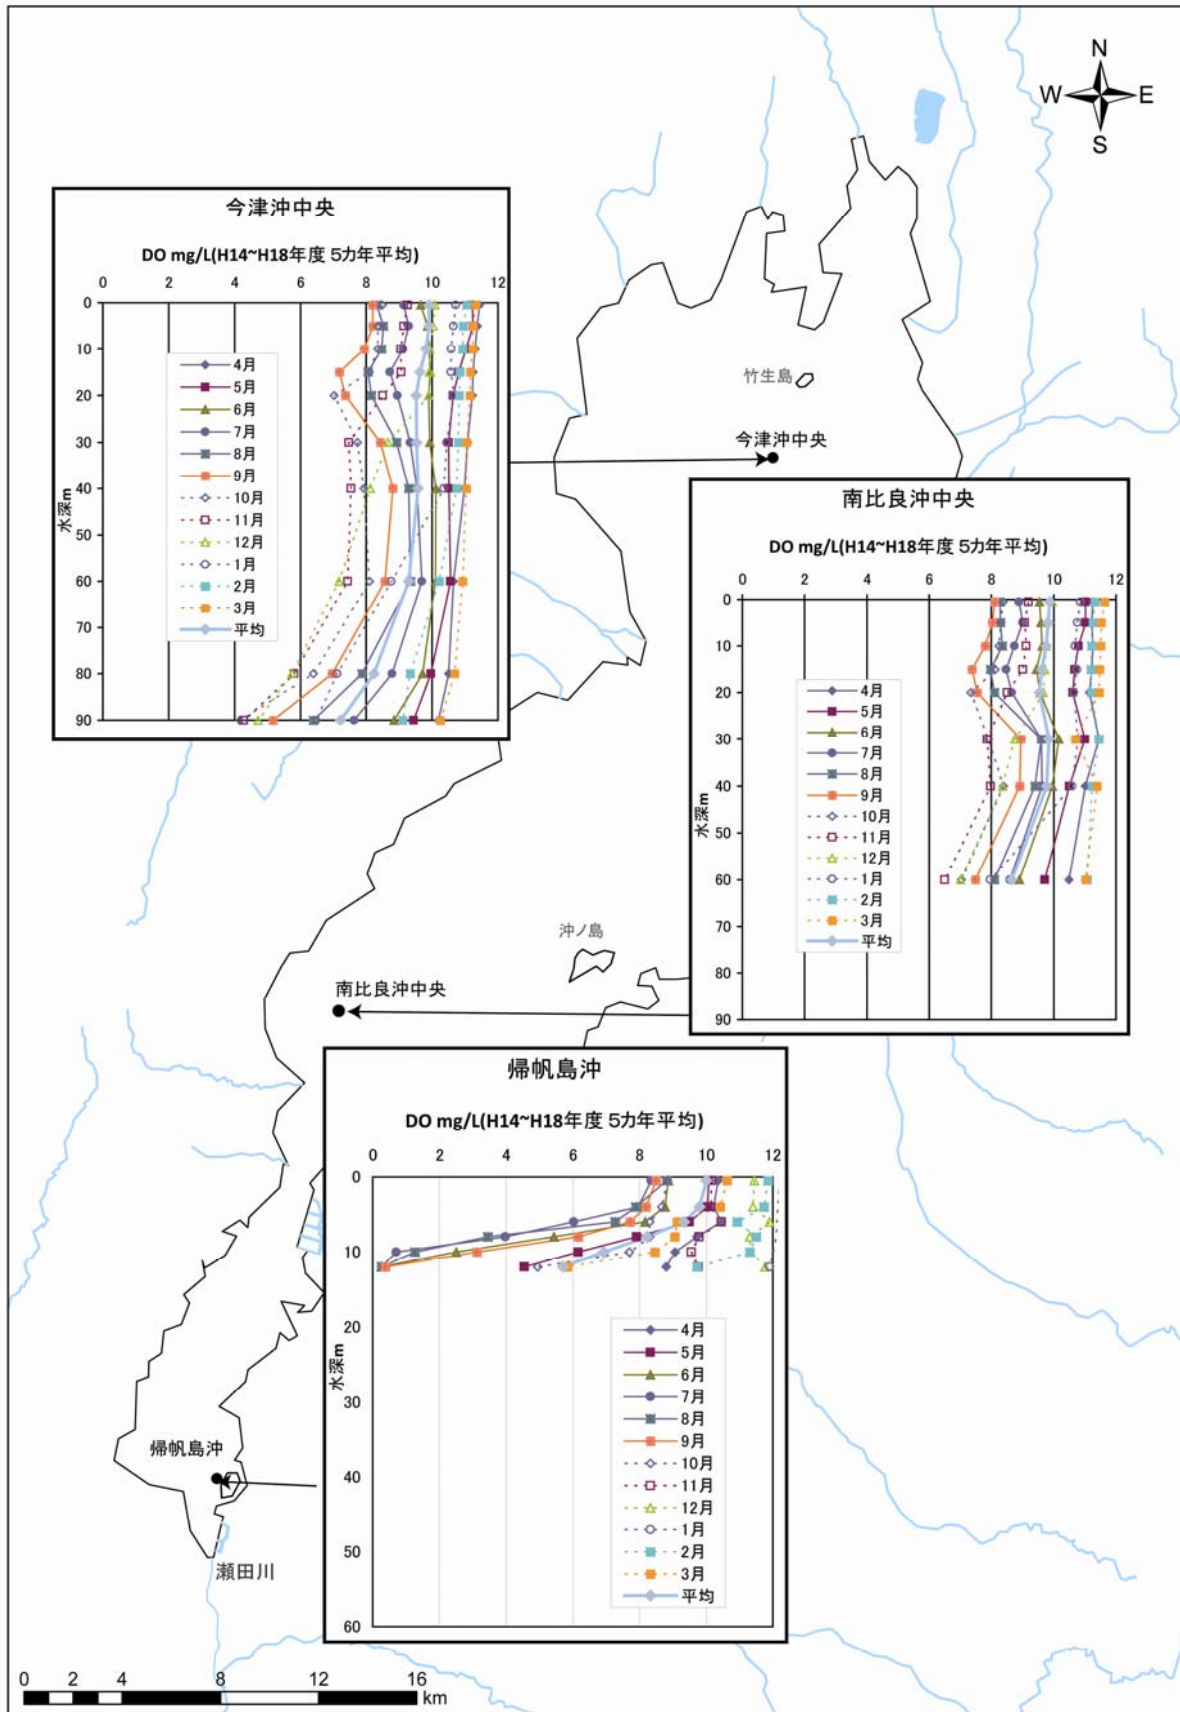 N
W E
S
今津沖中央
DO mg/L(H14~H18年度 5カ年平均)
0 2 4 6 8 10 12
0
10
20
30
40
50
60
70
80
90
水深m
4月
5月
6月
7月
8月
9月
10月
11月
12月
1月
2月
3月
平均
竹生島
今津沖中央
南比良沖中央
DO mg/L(H14~H18年度 5カ年平均)
0 2 4 6 8 10 12
0
10
20
30
40
50
60
70
80
90
水深m
4月
5月
6月
7月
8月
9月
10月
11月
12月
1月
2月
3月
平均
沖ノ島
南比良沖中央
帰帆島沖
DO mg/L(H14~H18年度 5カ年平均)
0 2 4 6 8 10 12
0
10
20
30
40
50
60
水深m
4月
5月
6月
7月
8月
9月
10月
11月
12月
1月
2月
3月
平均
帰帆島沖
瀬田川
0 2 4 8 12 16
km